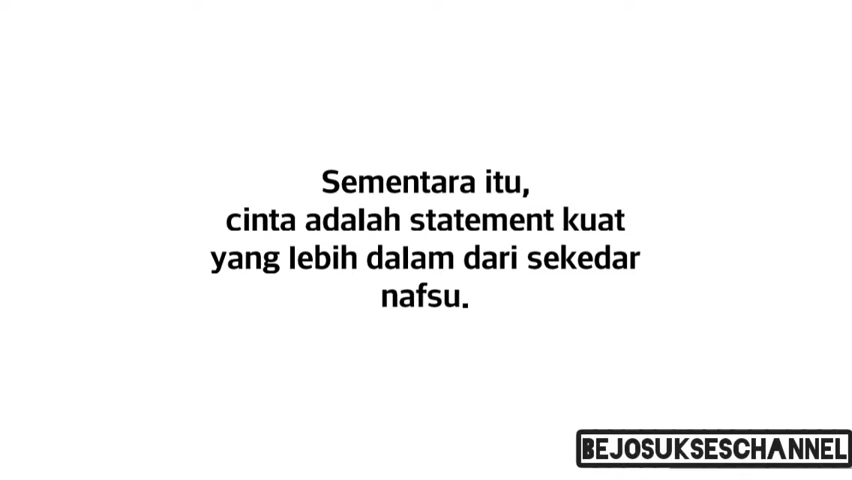 Sementara itu,
cinta adalah statement kuat
yang lebih dalam dari sekedar
nafsu.
BEJOSUKSESCHANNEL